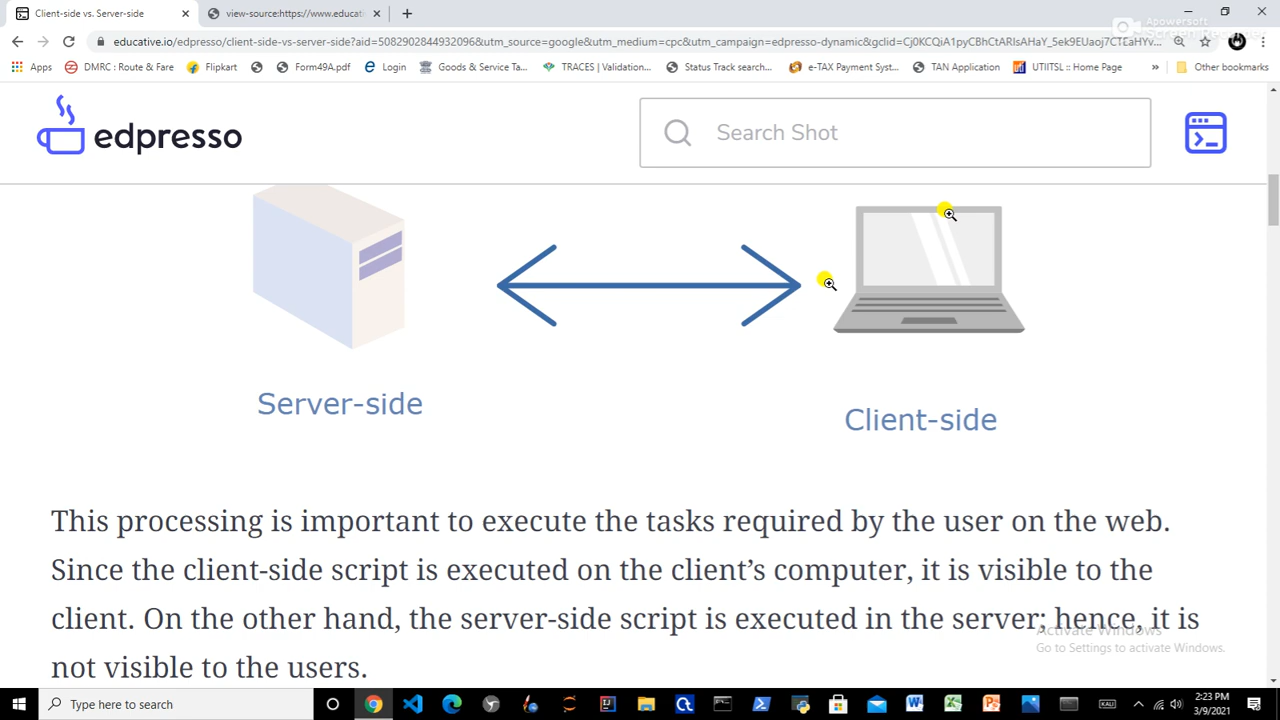 Client-side vs. Server-side
view-source:https://www.educati
Apowersoft
Screen Recorder
educative.io/edpresso/client-side-vs-server-side?aid=5082902844932096&utm_source=google&utm_medium=cpc&utm_campaign=edpresso-dynamic&gclid=Cj0KCQiA1pyCBhCtARIsAHaY_5ek9EUaoj7CTEaHYv...
Apps
DMRC : Route & Fare
Flipkart
Form49A.pdf
Login
Goods & Service Ta...
TRACES | Validation...
Status Track search...
e-TAX Payment Syst...
TAN Application
UTIITSL :: Home Page
»
Other bookmarks
edpresso
Search Shot
Server-side
Client-side
This processing is important to execute the tasks required by the user on the web.
Since the client-side script is executed on the client’s computer, it is visible to the
client. On the other hand, the server-side script is executed in the server; hence, it is
not visible to the users.
Activate Windows
Go to Settings to activate Windows.
Type here to search
KALI
2:23 PM
3/9/2021